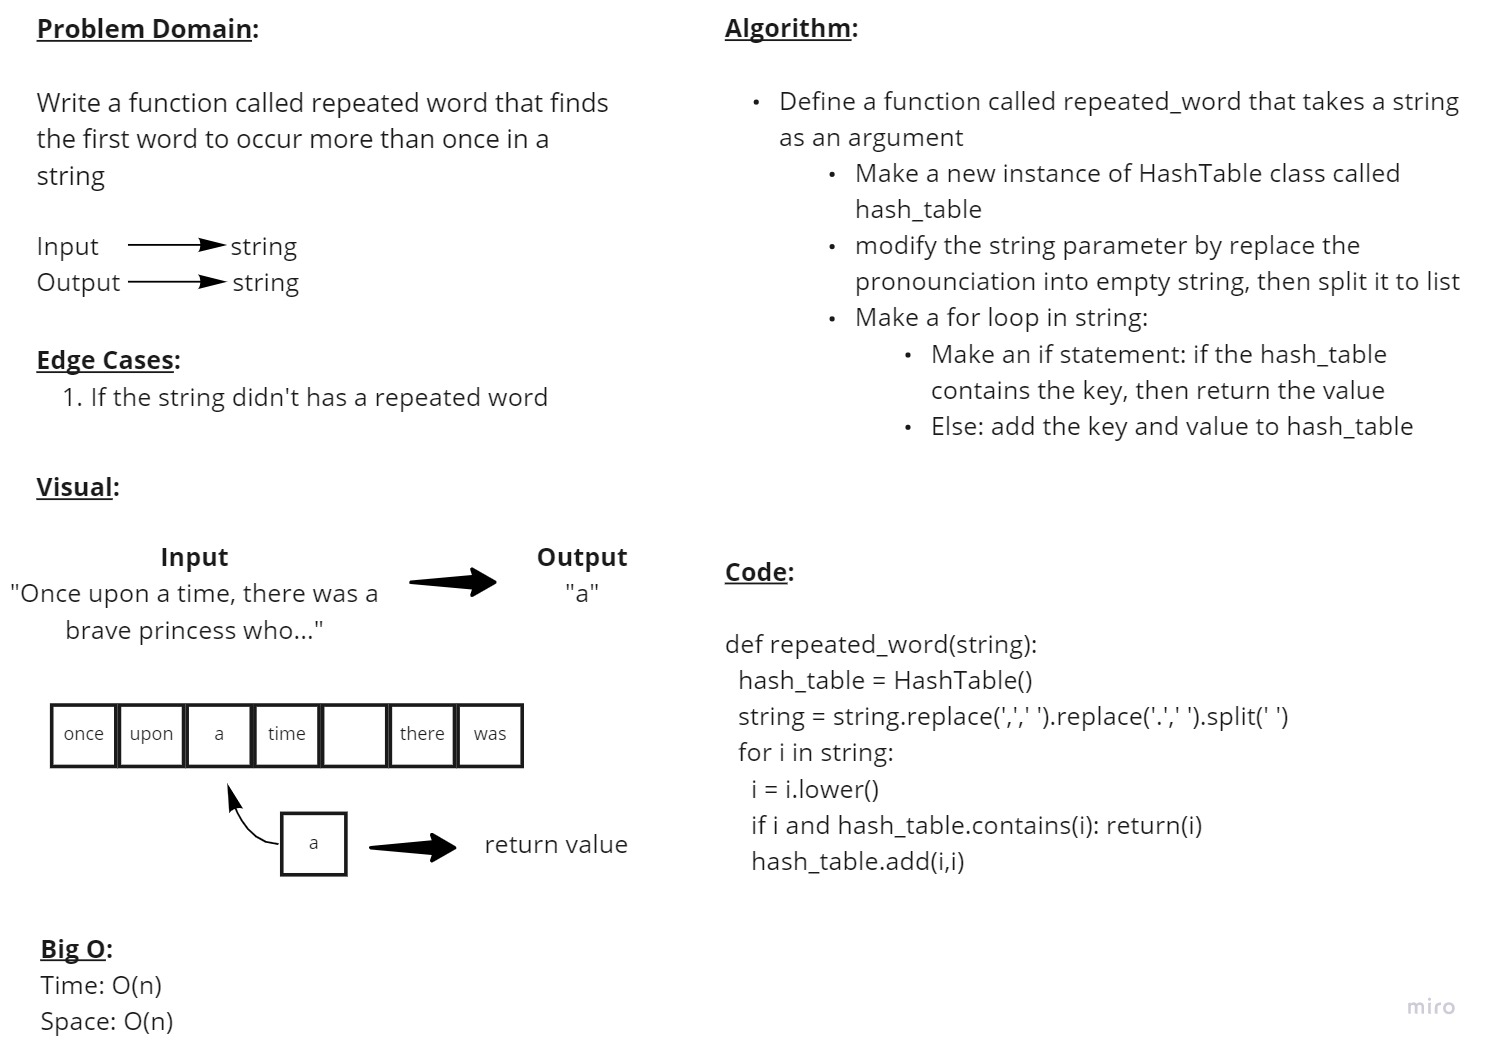 Problem Domain:
Write a function called repeated word that finds
the first word to occur more than once in a
string
Input string
Output string
Edge Cases:
1. If the string didn't has a repeated word
Visual:
Input Output
"Once upon a time, there was a "a"
brave princess who..."
once upon a time there was
a return value
Big O:
Time: O(n)
Space: O(n)
Algorithm:
• Define a function called repeated_word that takes a string
as an argument
• Make a new instance of HashTable class called
hash_table
• modify the string parameter by replace the
pronounciation into empty string, then split it to list
• Make a for loop in string:
• Make an if statement: if the hash_table
contains the key, then return the value
• Else: add the key and value to hash_table
Code:
def repeated_word(string):
hash_table = HashTable()
string = string.replace(',',' ').replace('.',' ').split(' ')
for i in string:
i = i.lower()
if i and hash_table.contains(i): return(i)
hash_table.add(i,i)
miro